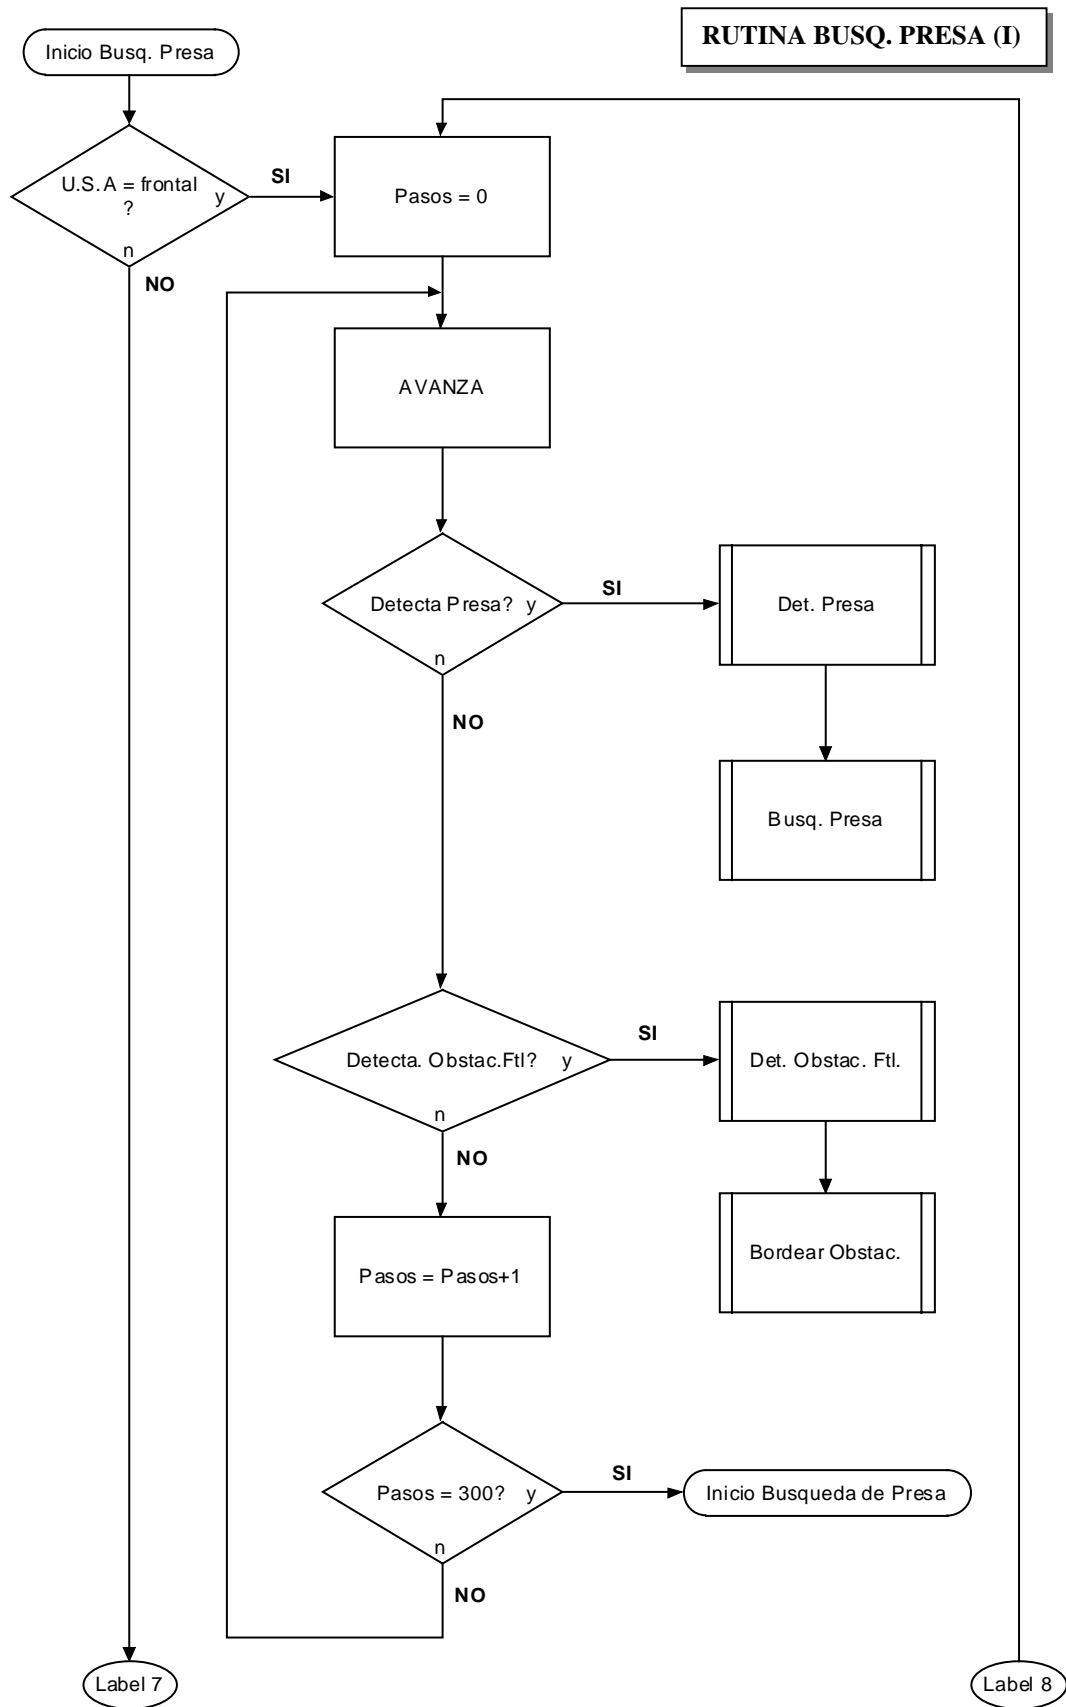 RUTINA BUSQ. PRESA (I)
Inicio Busq. Presa
U.S.A = frontal
?
y
n
SI
NO
Pasos = 0
AVANZA
Detecta Presa?
y
n
SI
NO
Det. Presa
Busq. Presa
Detecta. Obstac.Ftl?
y
n
SI
NO
Det. Obstac. Ftl.
Bordear Obstac.
Pasos = Pasos+1
Pasos = 300?
y
n
SI
NO
Inicio Busqueda de Presa
Label 7
Label 8